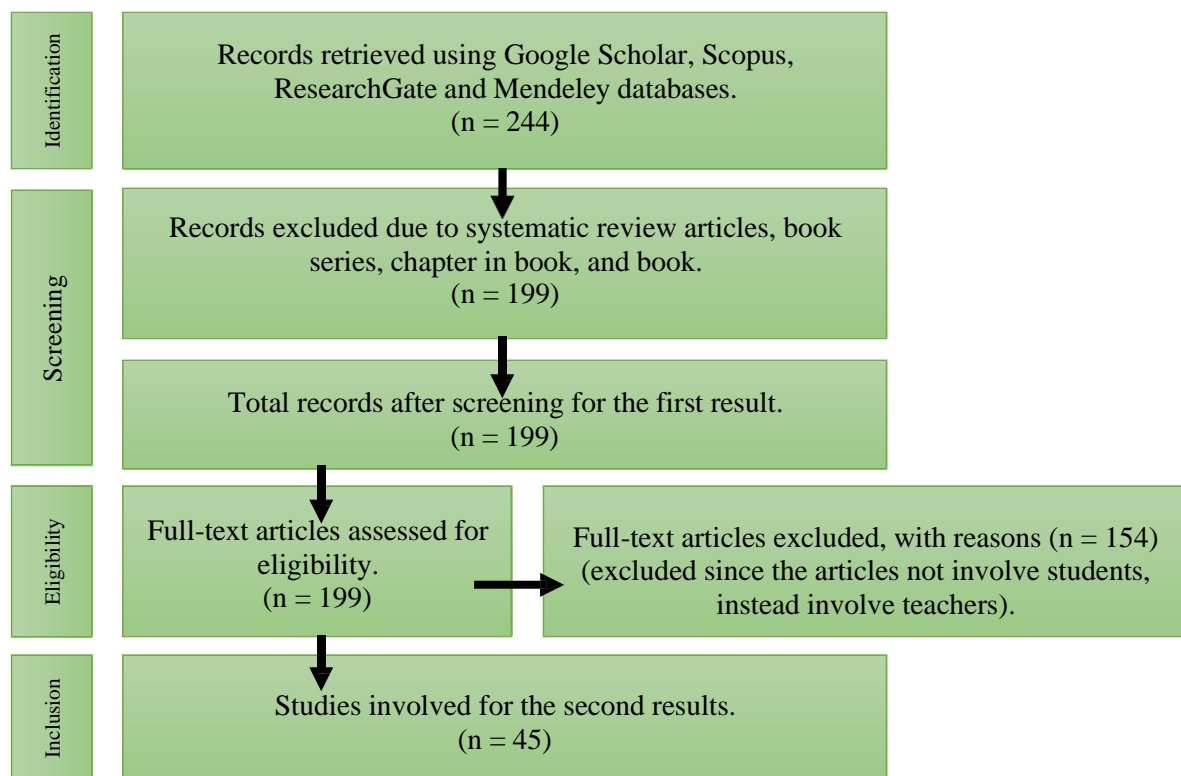 Identification
Records retrieved using Google Scholar, Scopus,
ResearchGate and Mendeley databases.
(n = 244)
Screening
Records excluded due to systematic review articles, book
series, chapter in book, and book.
(n = 199)
Total records after screening for the first result.
(n = 199)
Eligibility
Full-text articles assessed for
eligibility.
(n = 199)
Full-text articles excluded, with reasons (n = 154)
(excluded since the articles not involve students,
instead involve teachers).
Inclusion
Studies involved for the second results.
(n = 45)